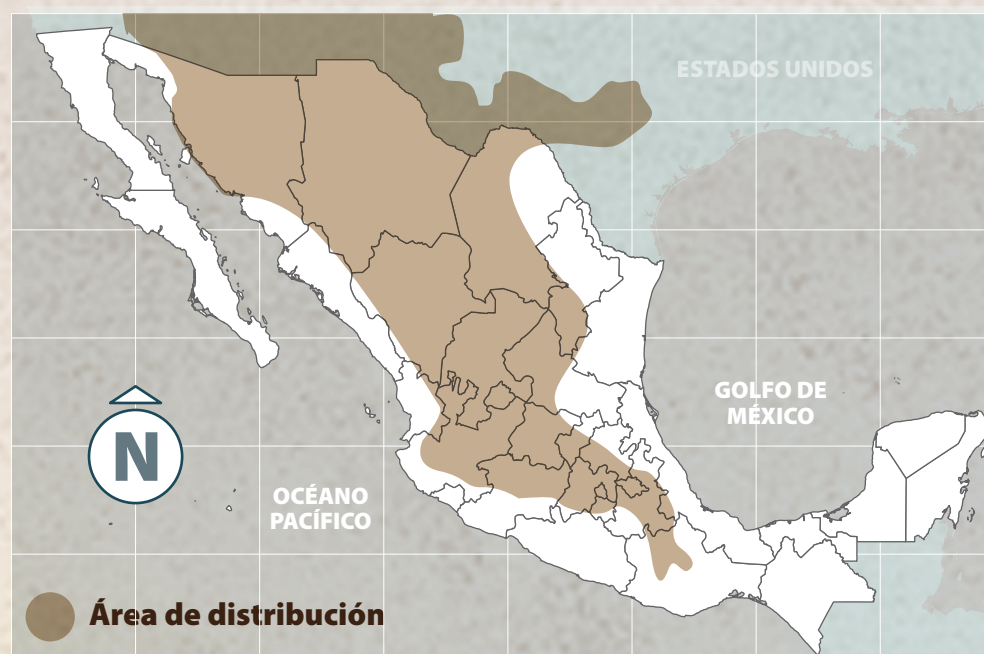 ESTADOS UNIDOS
GOLFO DE
MÉXICO
N
OCÉANO
PACÍFICO
Área de distribución